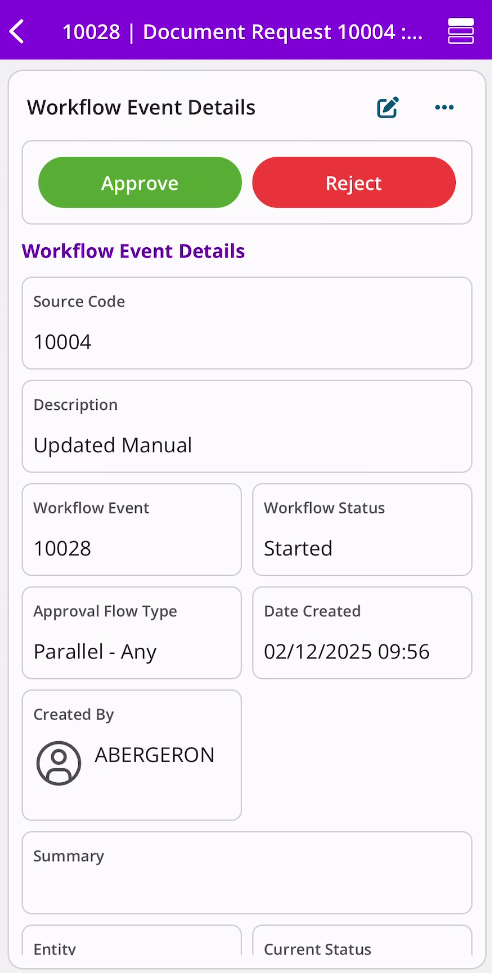 10028 | Document Request 10004 :...
Workflow Event Details
Approve
Reject
Workflow Event Details
Source Code
10004
Description
Updated Manual
Workflow Event
10028
Workflow Status
Started
Approval Flow Type
Parallel - Any
Date Created
02/12/2025 09:56
Created By
ABERGERON
Summary
Entity
Current Status